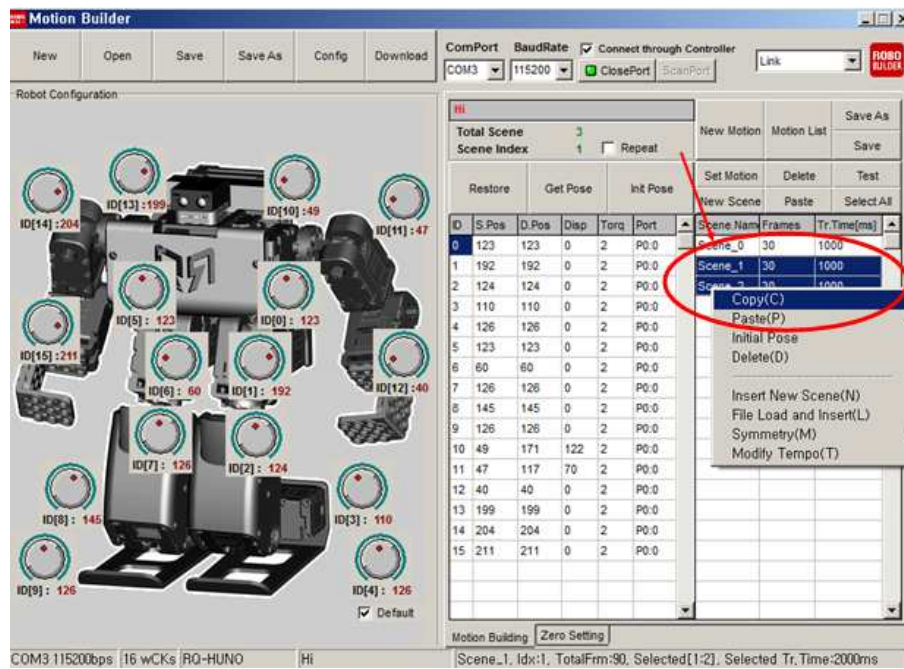 Motion Builder
New Open Save Save As Config Download
ComPort BaudRate Connect through Controller
COM3 115200 ClosePort ScanPort Link ROBO BUILDER
Robot Configuration
ID[14] :204
ID[13] :199
ID[10] :49
ID[11] :47
ID[5] : 123
ID[0] : 123
ID[15] :211
ID[6] : 60
ID[1] : 192
ID[12] :40
ID[7] : 126
ID[2] : 124
ID[8] : 145
ID[3] : 110
ID[9] : 126
ID[4] : 126
Default
Hi
Total Scene 3
Scene Index 1 Repeat
Restore Get Pose Init Pose
New Motion Motion List Save As
Save
Set Motion Delete Test
New Scene Paste Select All
ID S.Pos D.Pos Disp Torq Port
0 123 123 0 2 P0:0
1 192 192 0 2 P0:0
2 124 124 0 2 P0:0
3 110 110 0 2 P0:0
4 126 126 0 2 P0:0
5 123 123 0 2 P0:0
6 60 60 0 2 P0:0
7 126 126 0 2 P0:0
8 145 145 0 2 P0:0
9 126 126 0 2 P0:0
10 49 171 122 2 P0:0
11 47 117 70 2 P0:0
12 40 40 0 2 P0:0
13 199 199 0 2 P0:0
14 204 204 0 2 P0:0
15 211 211 0 2 P0:0
Scene Nam Frames Tr.Time[ms]
Scene_0 30 1000
Scene_1 30 1000
Scene_2 30 1000
Copy(C)
Paste(P)
Initial Pose
Delete(D)
Insert New Scene(N)
File Load and Insert(L)
Symmetry(M)
Modify Tempo(T)
Motion Building Zero Setting
COM3 115200bps 16 wCKs RQ-HUNO Hi Scene_1, Idx:1, TotalFrm:90, Selected[1:2], Selected Tr,Time:2000ms